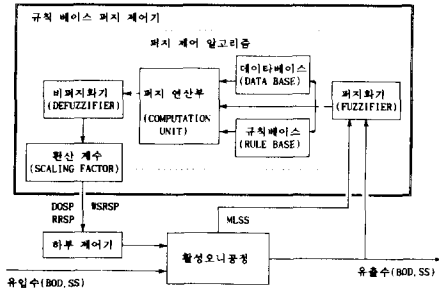 규칙 베이스 퍼지 제어기
퍼지 제어 알고리즘
비퍼지화기
(DEFUZZIFIER)
퍼지 연산부
(COMPUTATION
UNIT)
데이타베이스
(DATA BASE)
퍼지화기
(FUZZIFIER)
규칙베이스
(RULE BASE)
환산 계수
(SCALING FACTOR)
DOSP WSRSP
RRSP
MLSS
하부 제어기
활성오니공정
유입수(BOD,SS)
유출수(BOD,SS)